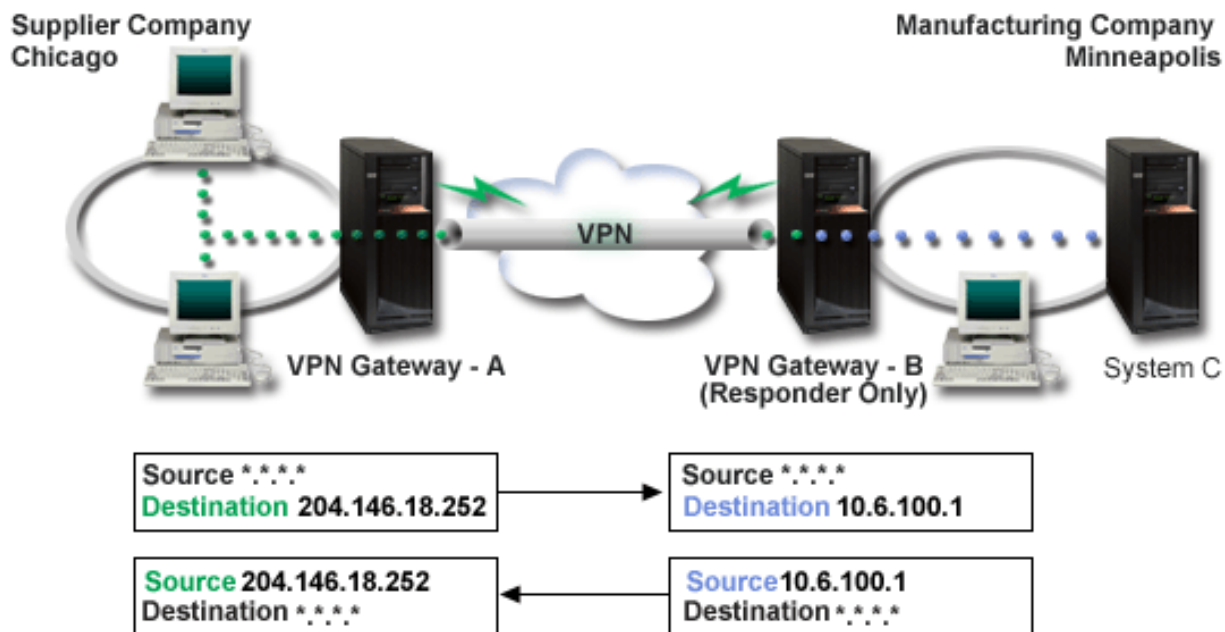 Supplier Company
Chicago
Manufacturing Company
Minneapolis
VPN
VPN Gateway - A
VPN Gateway - B
(Responder Only)
System C
Source *.*.*.*
Destination 204.146.18.252
Source *.*.*.*
Destination 10.6.100.1
Source 204.146.18.252
Destination *.*.*.*
Source 10.6.100.1
Destination *.*.*.*